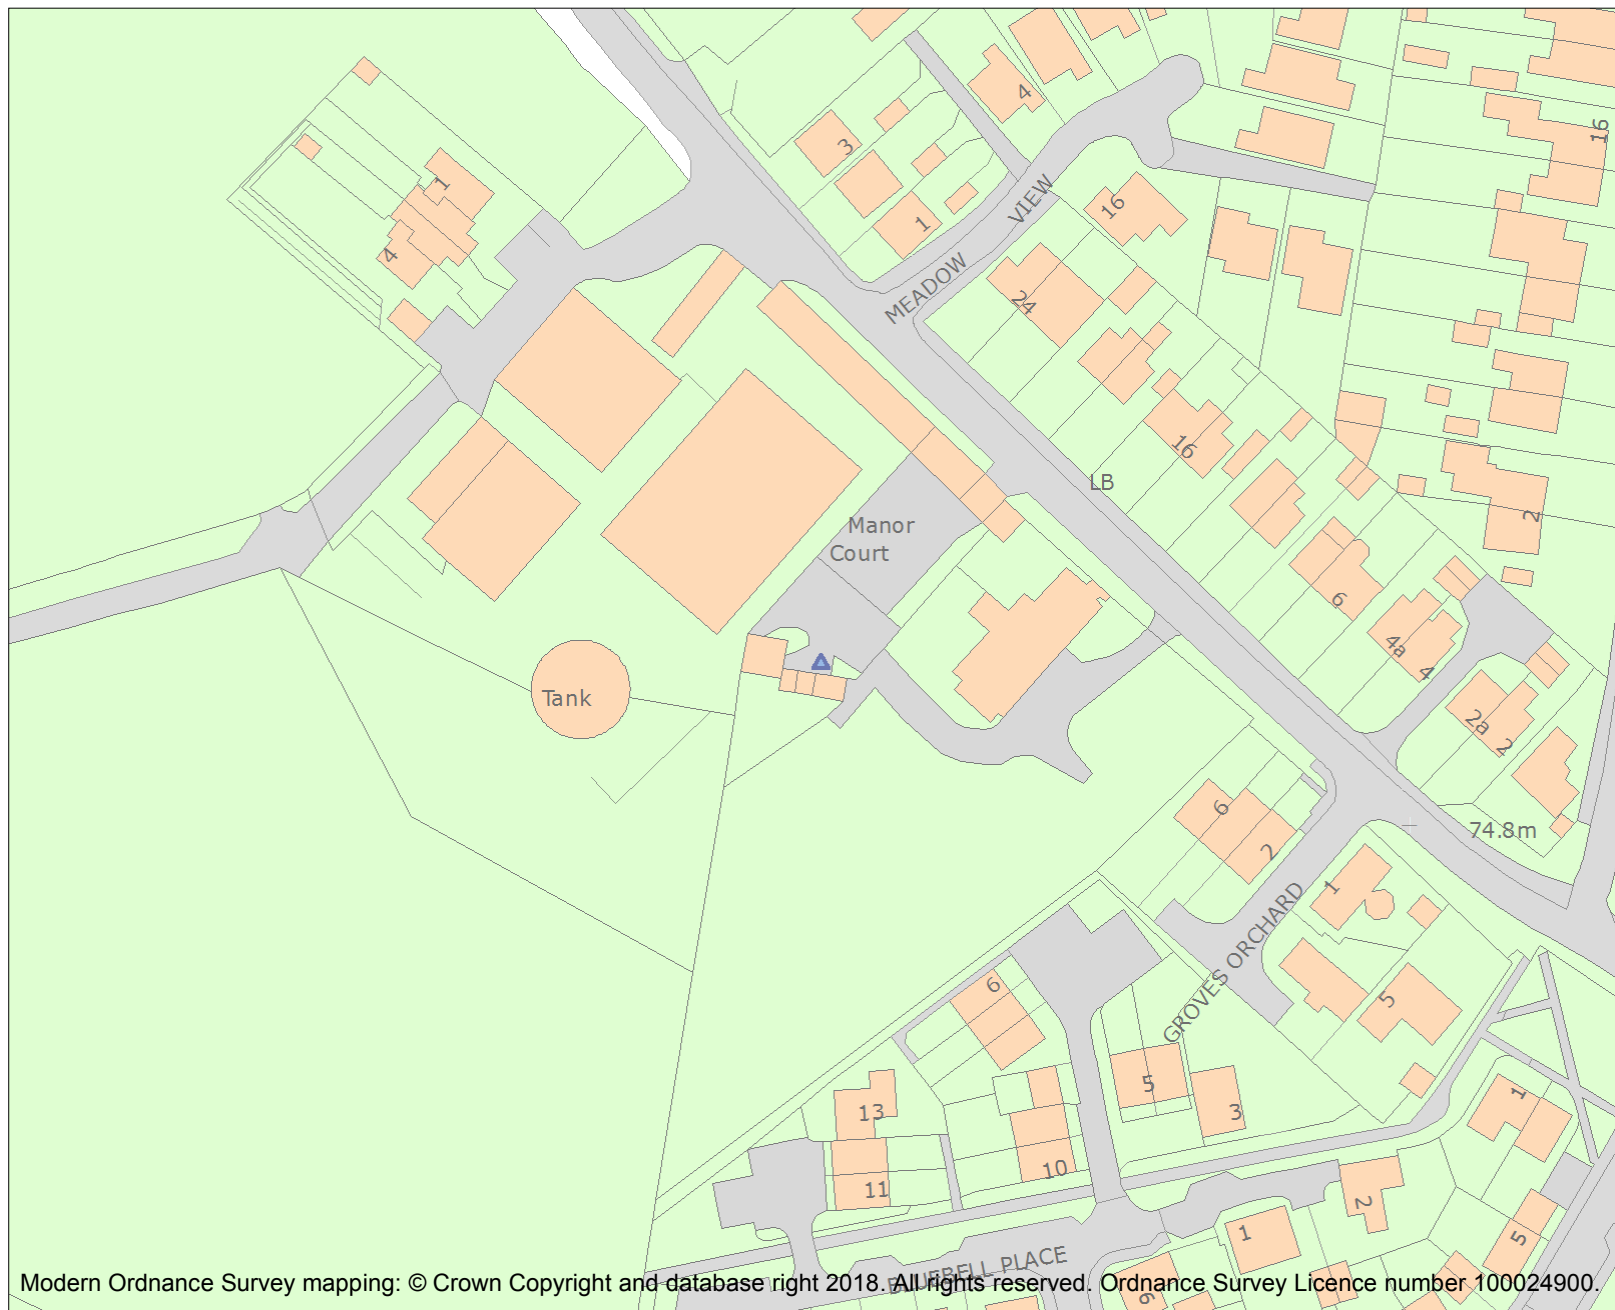 4
16
3
1
1
VIEW
16
4
MEADOW
24
16
LB
2
Manor
Court
6
4a
4
Tank
2a
2
6
74.8m
2
1
GROVES ORCHARD
6
5
5
13
3
1
10
11
2
1
5
BLUEBELL PLACE
6
Modern Ordnance Survey mapping: © Crown Copyright and database right 2018. All rights reserved. Ordnance Survey Licence number 100024900.